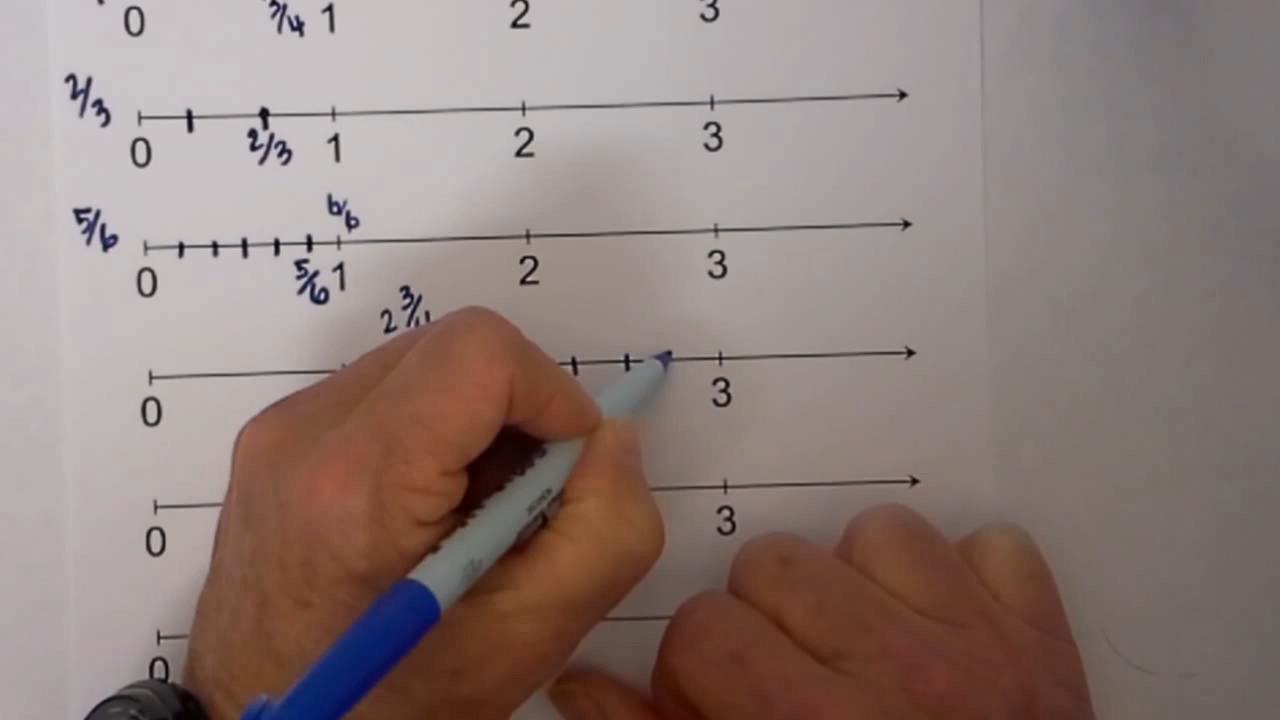 0 3/4 1 2 3
2/3
0 2/3 1 2 3
5/6 6/6
0 5/6 1 2 3
2 3/4
0 3
0 3
0